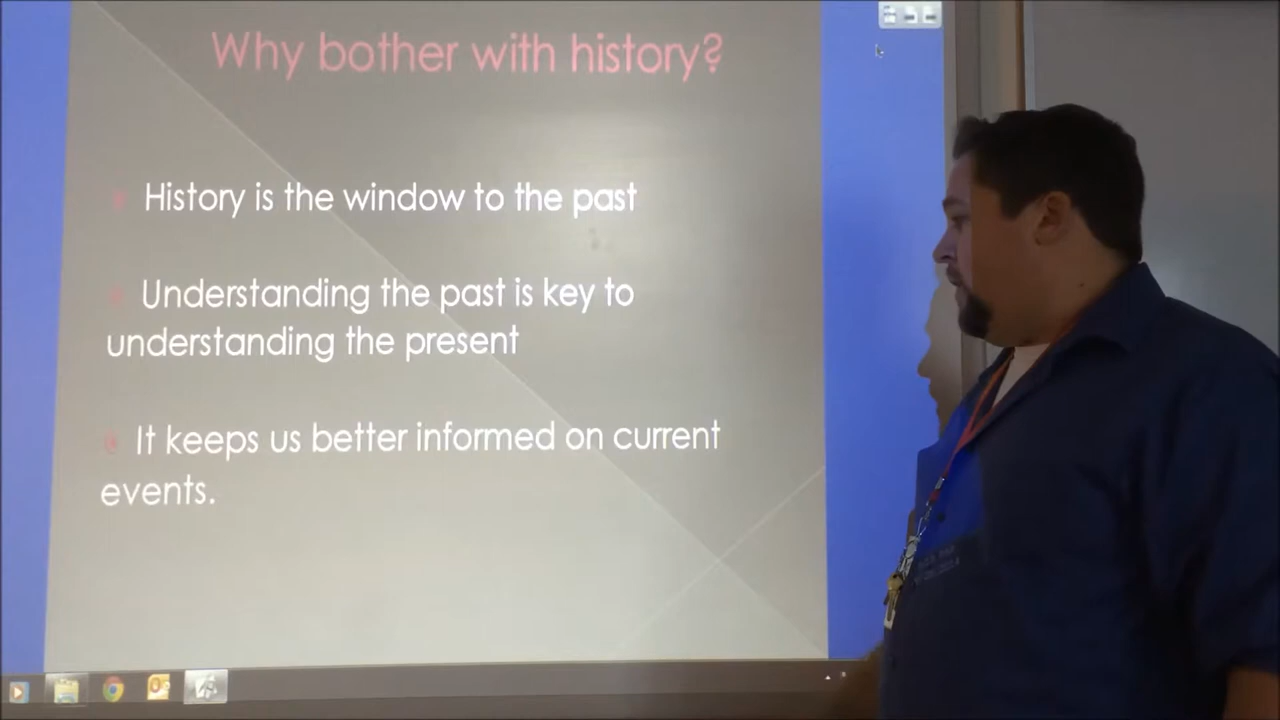 Why bother with history?
History is the window to the past
Understanding the past is key to
understanding the present
It keeps us better informed on current
events.